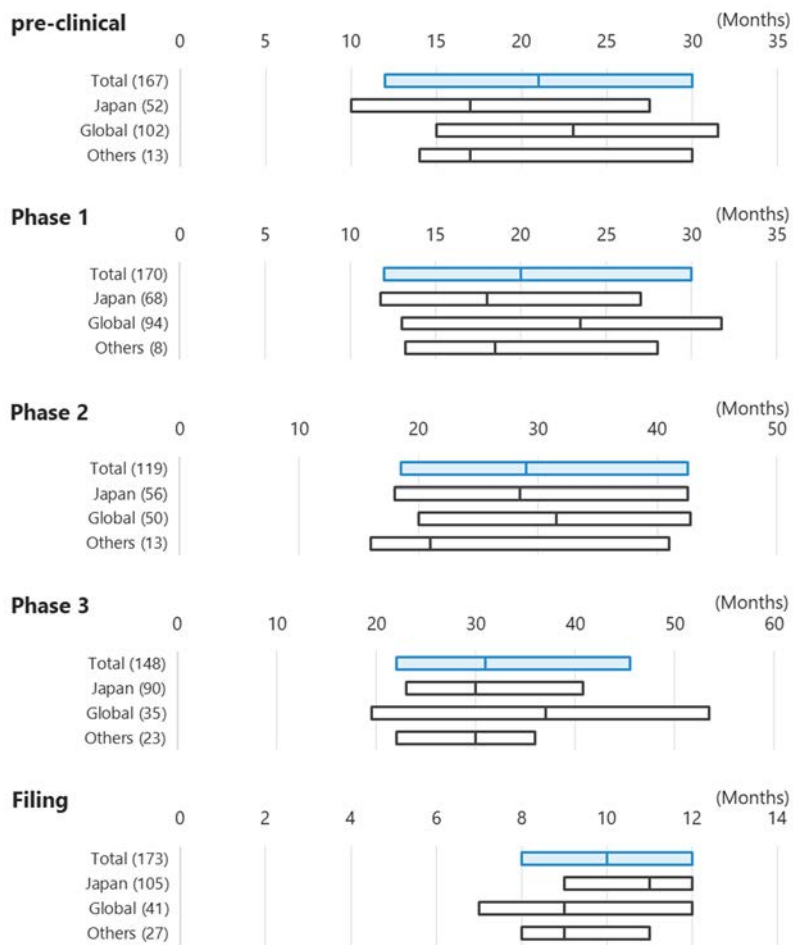 pre-clinical
(Months)
0 5 10 15 20 25 30 35
Total (167)
Japan (52)
Global (102)
Others (13)
Phase 1
(Months)
0 5 10 15 20 25 30 35
Total (170)
Japan (68)
Global (94)
Others (8)
Phase 2
(Months)
0 10 20 30 40 50
Total (119)
Japan (56)
Global (50)
Others (13)
Phase 3
(Months)
0 10 20 30 40 50 60
Total (148)
Japan (90)
Global (35)
Others (23)
Filing
(Months)
0 2 4 6 8 10 12 14
Total (173)
Japan (105)
Global (41)
Others (27)